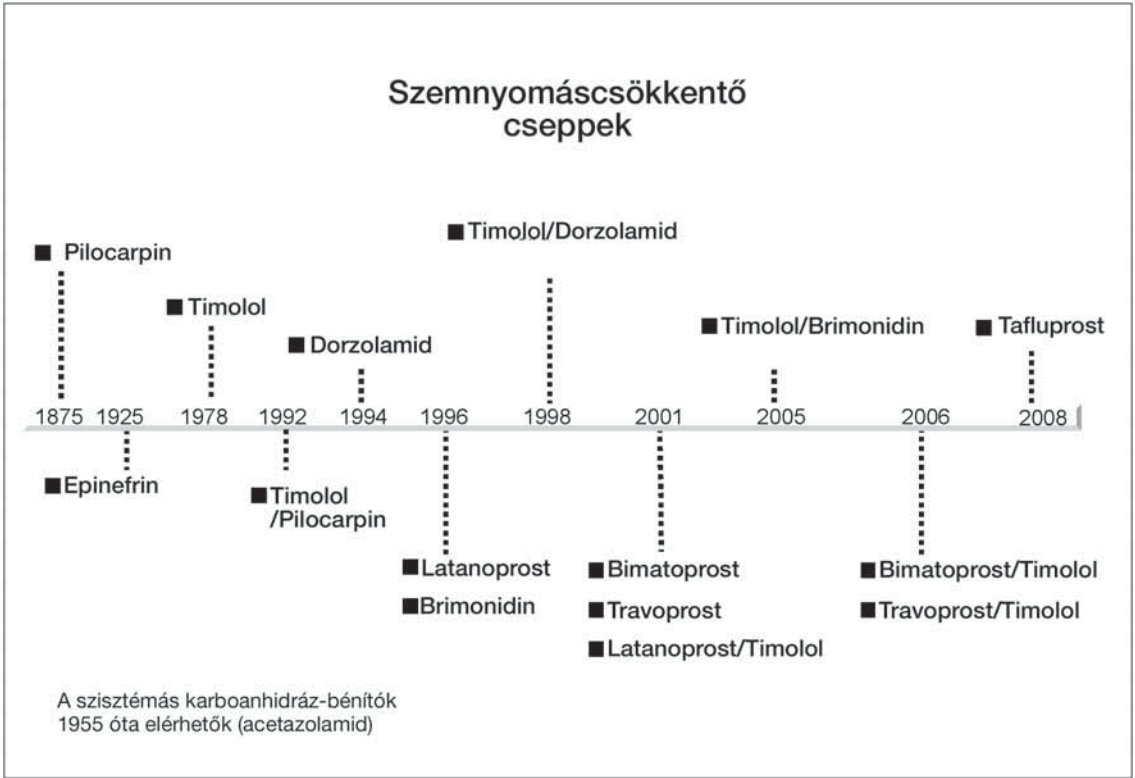 Szemnyomáscsökkentő
cseppek
■ Timolol/Dorzolamid
■ Pilocarpin
■ Timolol
■ Timolol/Brimonidin
■ Tafluprost
■ Dorzolamid
1875 1925 1978 1992 1994 1996 1998 2001 2005 2006 2008
■ Epinefrin
■ Timolol
/Pilocarpin
■ Latanoprost
■ Brimonidin
■ Bimatoprost
■ Travoprost
■ Latanoprost/Timolol
■ Bimatoprost/Timolol
■ Travoprost/Timolol
A szisztémás karboanhidráz-bénítók
1955 óta elérhetők (acetazolamid)